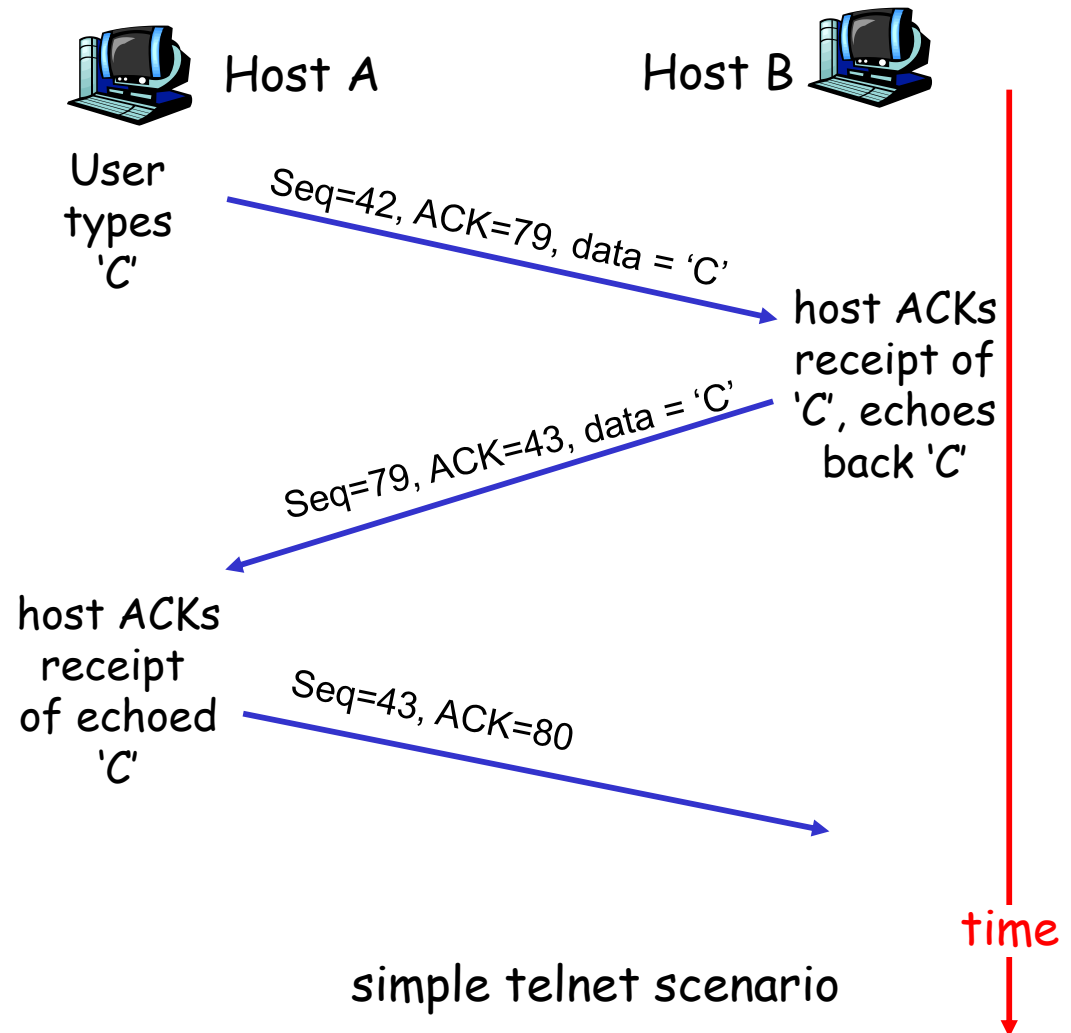 Host A
Host B
User
types
‘C’
Seq=42, ACK=79, data = ‘C’
host ACKs
receipt of
‘C’, echoes
back ‘C’
Seq=79, ACK=43, data = ‘C’
host ACKs
receipt
of echoed
‘C’
Seq=43, ACK=80
time
simple telnet scenario